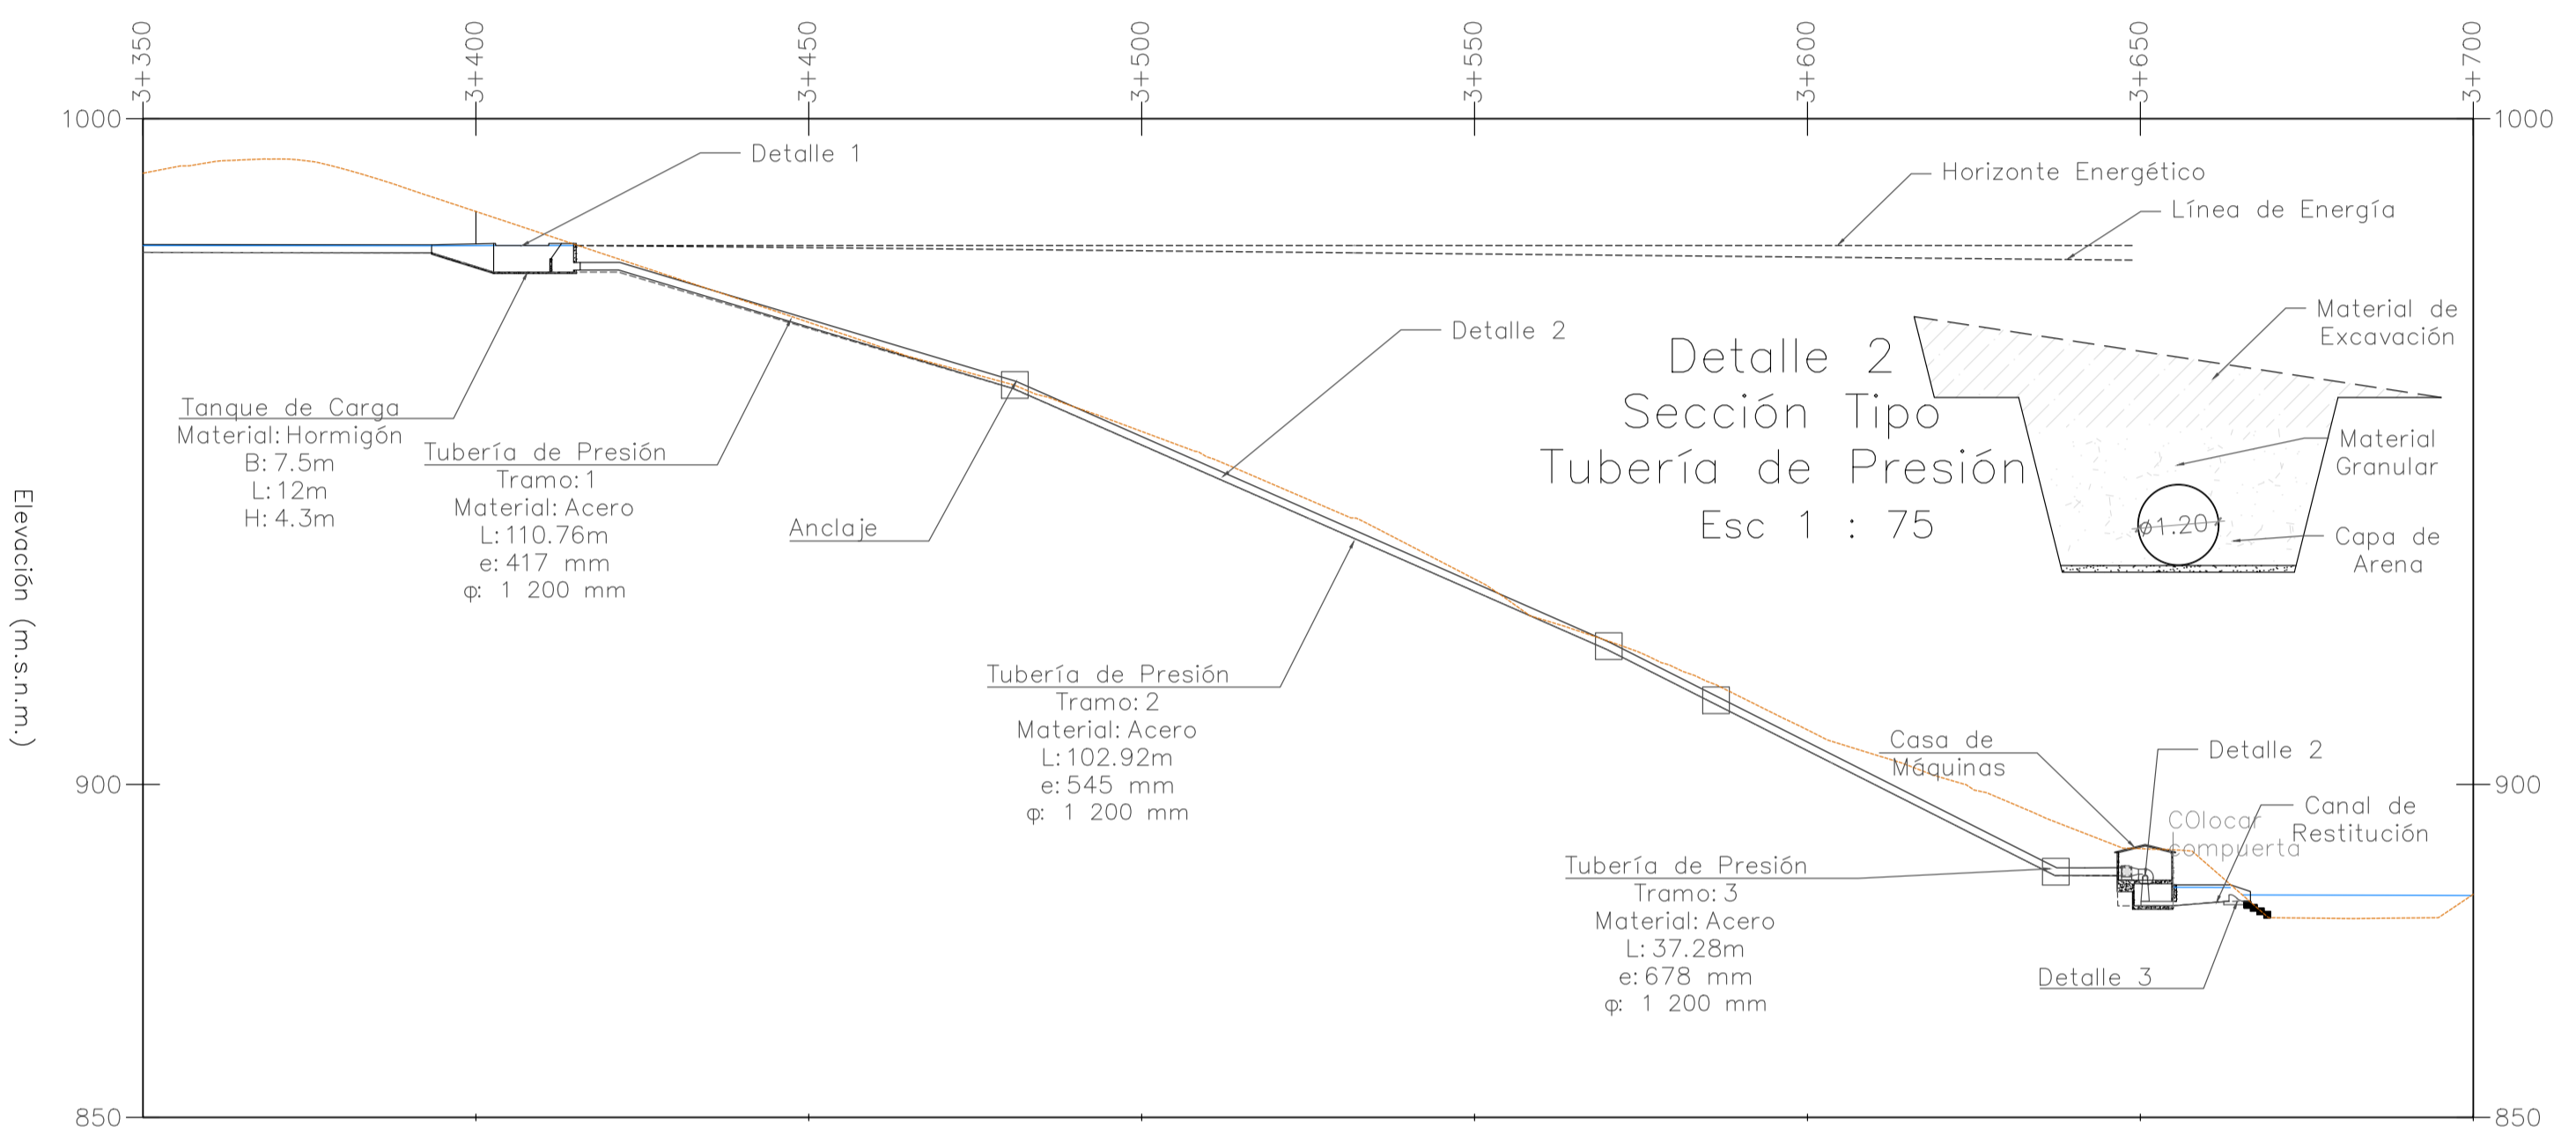 3+350
3+400
3+450
3+500
3+550
3+600
3+650
3+700
1000
1000
Detalle 1
Horizonte Energético
Línea de Energía
Material de
Excavación
Detalle 2
Detalle 2
Sección Tipo
Tubería de Presión
Esc 1 : 75
Material
Granular
ø1.20
Capa de
Arena
Tanque de Carga
Material: Hormigón
B: 7.5m
L: 12m
H: 4.3m
Tubería de Presión
Tramo: 1
Material: Acero
L: 110.76m
e: 417 mm
φ: 1 200 mm
Anclaje
Elevación (m.s.n.m.)
Tubería de Presión
Tramo: 2
Material: Acero
L: 102.92m
e: 545 mm
φ: 1 200 mm
Casa de
Máquinas
Detalle 2
900
900
Canal de
Restitución
COlocar
compuerta
Tubería de Presión
Tramo: 3
Material: Acero
L: 37.28m
e: 678 mm
φ: 1 200 mm
Detalle 3
850
850